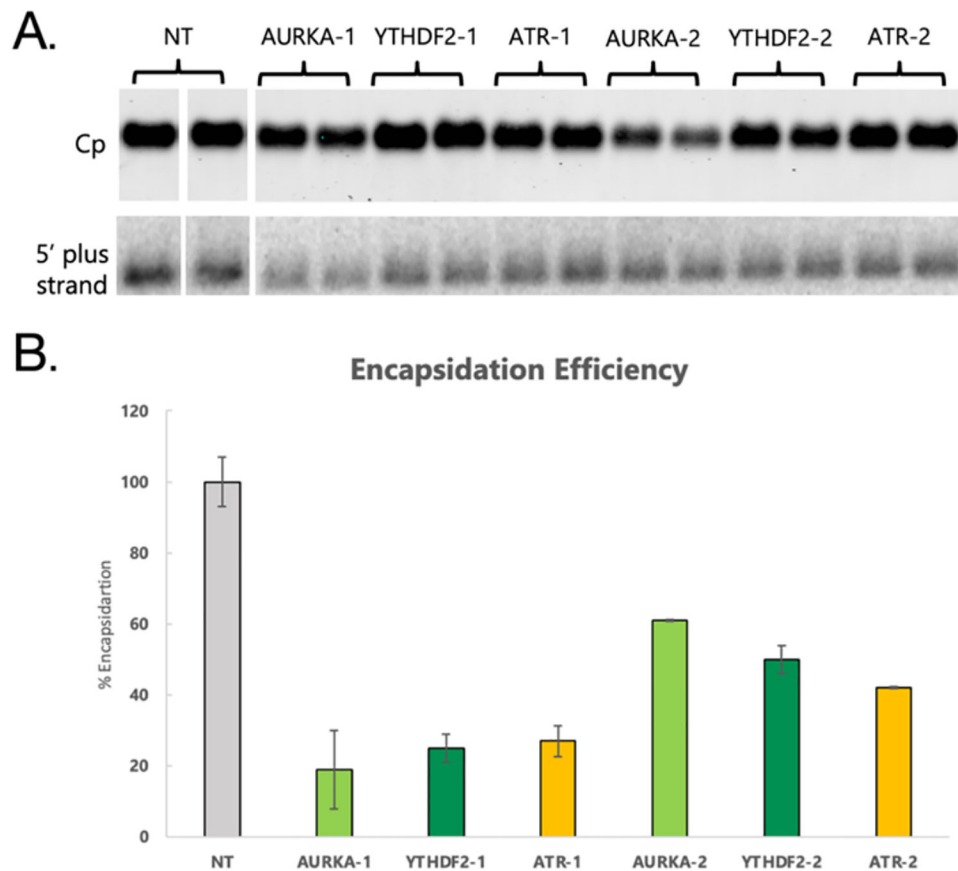 A.
NT AURKA-1 YTHDF2-1 ATR-1 AURKA-2 YTHDF2-2 ATR-2
Cp
5' plus
strand
B.
Encapsidation Efficiency
120
100
80
60
40
20
0
% Encapsidartion
NT AURKA-1 YTHDF2-1 ATR-1 AURKA-2 YTHDF2-2 ATR-2